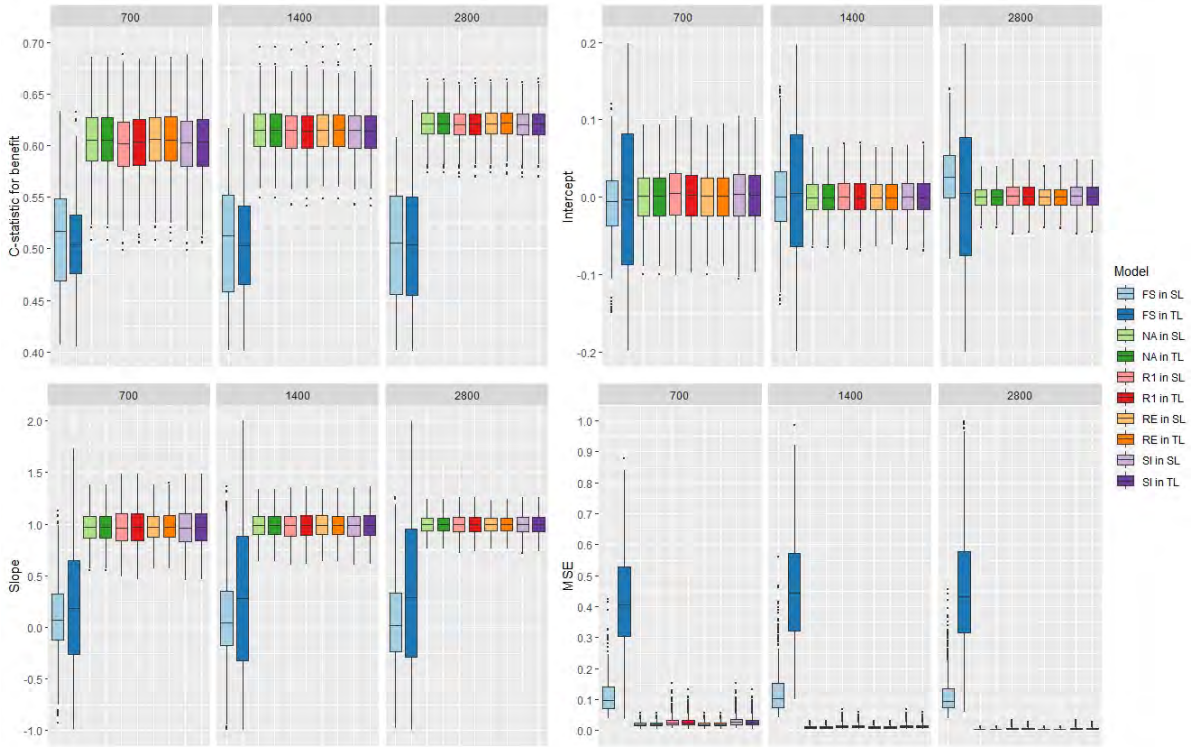 700 1400 2800
C-statistic for benefit
0.70
0.65
0.60
0.55
0.50
0.45
0.40
700 1400 2800
Intercept
0.2
0.1
0.0
-0.1
-0.2
700 1400 2800
Slope
2.0
1.5
1.0
0.5
0.0
-0.5
-1.0
700 1400 2800
MSE
1.0
0.9
0.8
0.7
0.6
0.5
0.4
0.3
0.2
0.1
0.0
Model
FS in SL
FS in TL
NA in SL
NA in TL
R1 in SL
R1 in TL
RE in SL
RE in TL
SI in SL
SI in TL